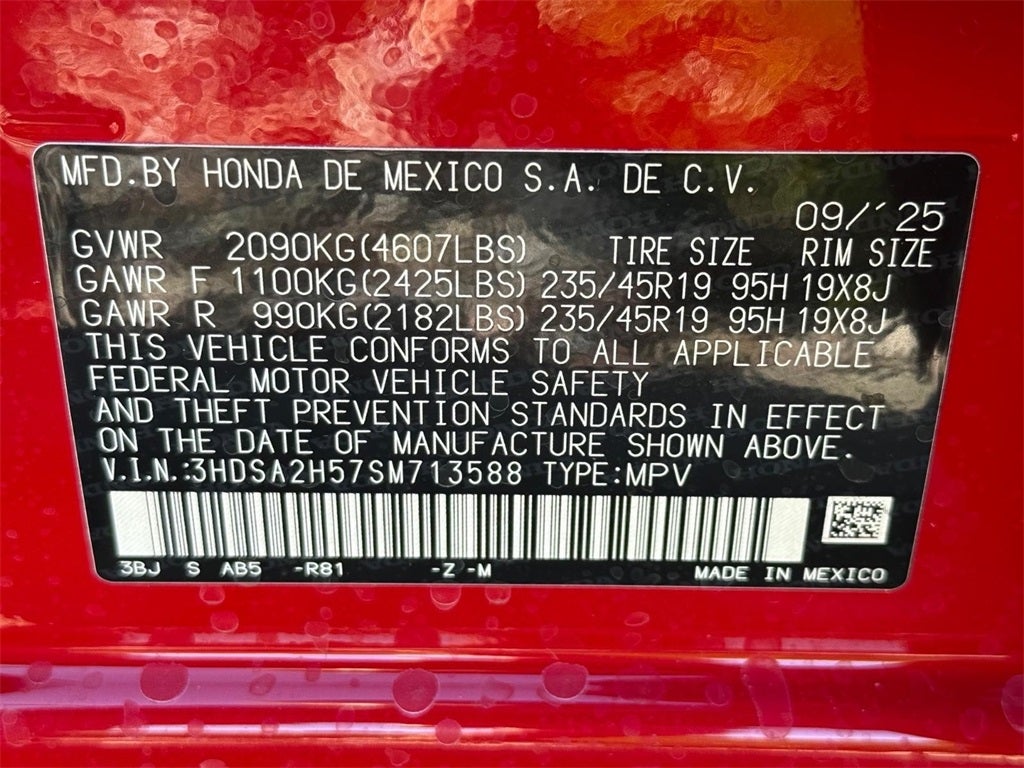 MFD.BY HONDA DE MEXICO S.A. DE C.V.
09/'25
GVWR 2090KG(4607LBS) TIRE SIZE RIM SIZE
GAWR F 1100KG(2425LBS) 235/45R19 95H 19X8J
GAWR R 990KG(2182LBS) 235/45R19 95H 19X8J
THIS VEHICLE CONFORMS TO ALL APPLICABLE
FEDERAL MOTOR VEHICLE SAFETY
AND THEFT PREVENTION STANDARDS IN EFFECT
ON THE DATE OF MANUFACTURE SHOWN ABOVE.
V.I.N.:3HDSA2H57SM713588 TYPE:MPV
3BJ S AB5 -R81 -Z -M MADE IN MEXICO